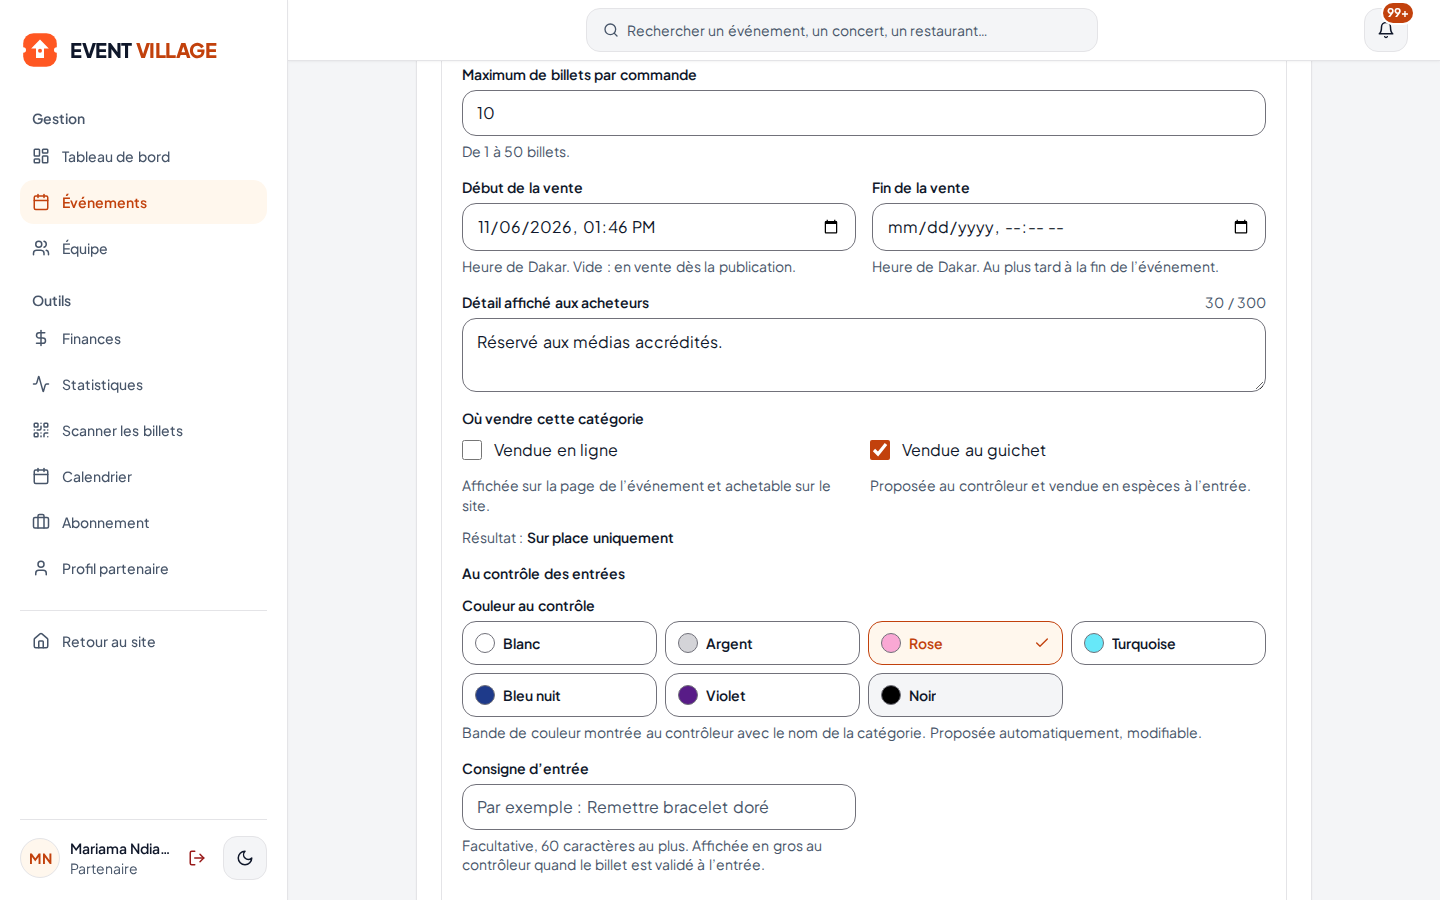 EVENT VILLAGE
Rechercher un événement, un concert, un restaurant…
99+
Gestion
Tableau de bord
Événements
Équipe
Outils
Finances
Statistiques
Scanner les billets
Calendrier
Abonnement
Profil partenaire
Retour au site
MN
Mariama Ndia…
Partenaire
Maximum de billets par commande
10
De 1 à 50 billets.
Début de la vente
11/06/2026, 01:46 PM
Heure de Dakar. Vide : en vente dès la publication.
Fin de la vente
mm/dd/yyyy, --:-- --
Heure de Dakar. Au plus tard à la fin de l’événement.
Détail affiché aux acheteurs
30 / 300
Réservé aux médias accrédités.
Où vendre cette catégorie
Vendue en ligne
Affichée sur la page de l’événement et achetable sur le
site.
Vendue au guichet
Proposée au contrôleur et vendue en espèces à l’entrée.
Résultat : Sur place uniquement
Au contrôle des entrées
Couleur au contrôle
Blanc
Argent
Rose
Turquoise
Bleu nuit
Violet
Noir
Bande de couleur montrée au contrôleur avec le nom de la catégorie. Proposée automatiquement, modifiable.
Consigne d’entrée
Par exemple : Remettre bracelet doré
Facultative, 60 caractères au plus. Affichée en gros au
contrôleur quand le billet est validé à l’entrée.